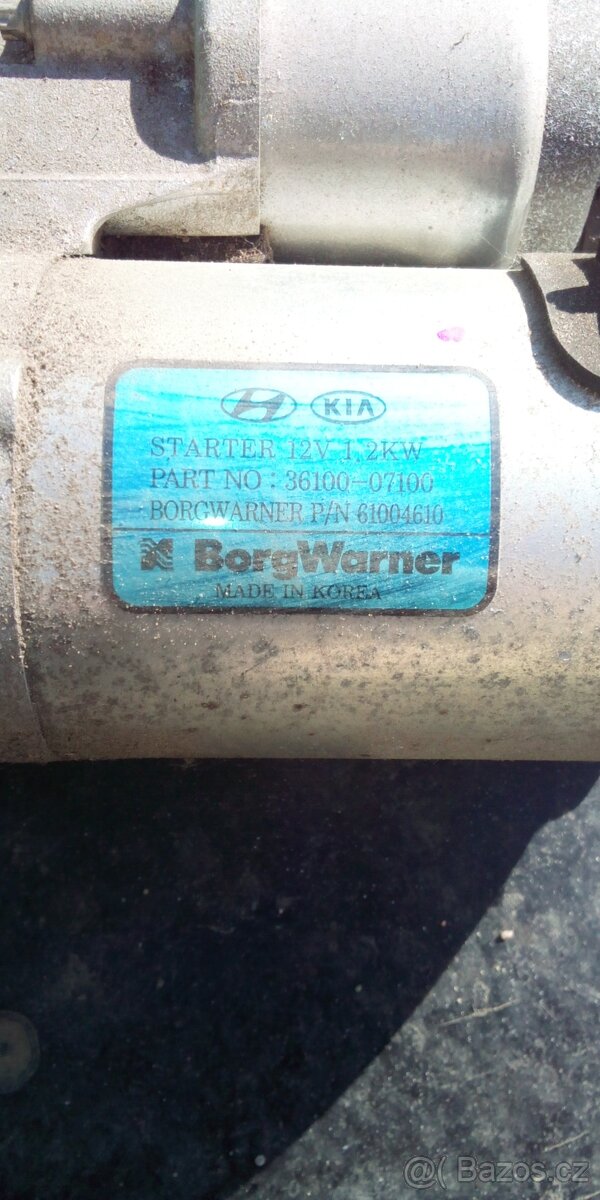 KIA
STARTER 12V 1.2KW
PART NO : 36100-07100
BORGWARNER P/N 61004610
BorgWarner
MADE IN KOREA
@( Bazos.cz